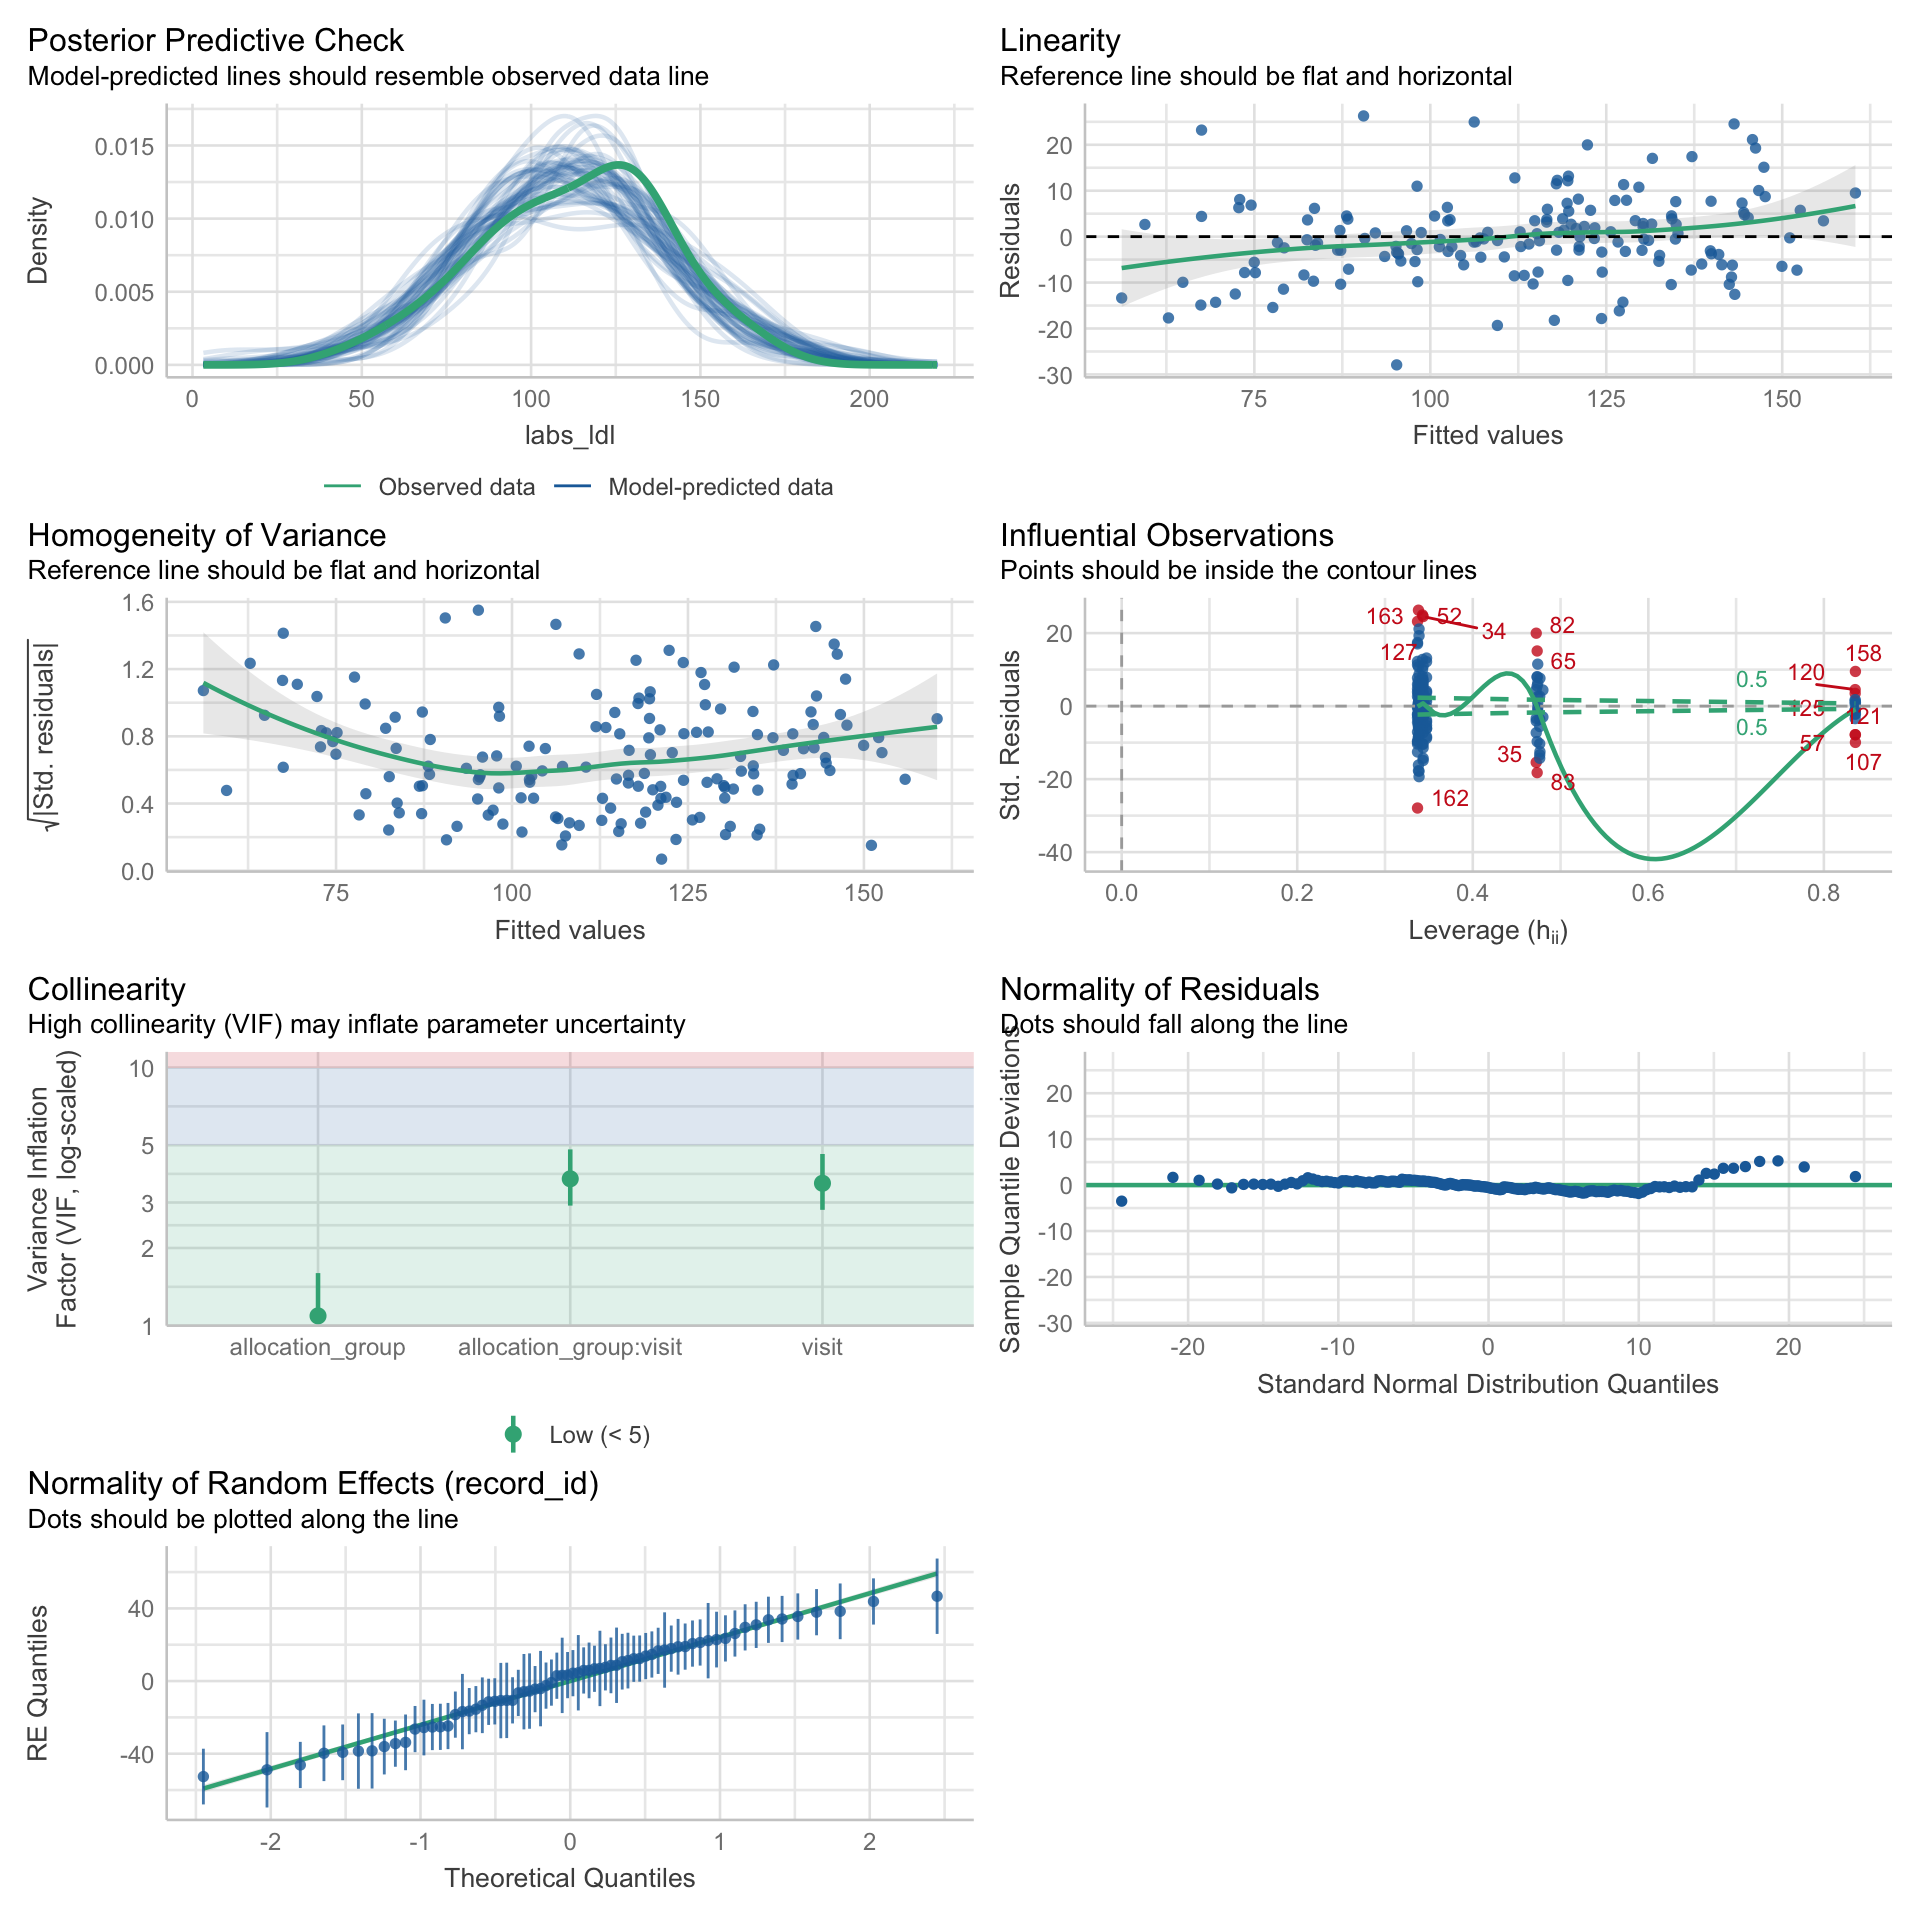 Posterior Predictive Check
Model-predicted lines should resemble observed data line
Density
0.015
0.010
0.005
0.000
0 50 100 150 200
labs_ldl
Observed data Model-predicted data
Linearity
Reference line should be flat and horizontal
Residuals
20
10
0
-10
-20
-30
75 100 125 150
Fitted values
Homogeneity of Variance
Reference line should be flat and horizontal
√|Std. residuals|
1.6
1.2
0.8
0.4
0.0
75 100 125 150
Fitted values
Influential Observations
Points should be inside the contour lines
Std. Residuals
20
0
-20
-40
163 52 34 82
127 65 158
0.5 120
125 121
0.5 57
35 107
83
162
0.0 0.2 0.4 0.6 0.8
Leverage (hii)
Collinearity
High collinearity (VIF) may inflate parameter uncertainty
Variance Inflation
Factor (VIF, log-scaled)
10
5
3
2
1
allocation_group allocation_group:visit visit
Low (< 5)
Normality of Residuals
Dots should fall along the line
Sample Quantile Deviations
20
10
0
-10
-20
-30
-20 -10 0 10 20
Standard Normal Distribution Quantiles
Normality of Random Effects (record_id)
Dots should be plotted along the line
RE Quantiles
40
0
-40
-2 -1 0 1 2
Theoretical Quantiles